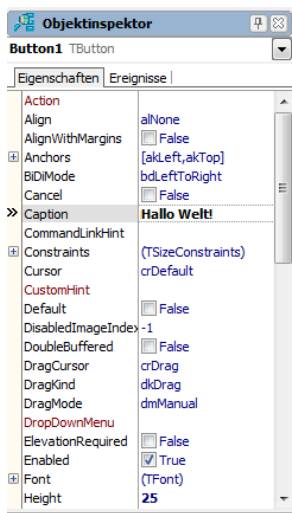 Objektinspektor
Button1 TButton
Eigenschaften Ereignisse
Action
Align alNone
AlignWithMargins False
Anchors [akLeft,akTop]
BiDiMode bdLeftToRight
Cancel False
Caption Hallo Welt!
CommandLinkHint
Constraints (TSizeConstraints)
Cursor crDefault
CustomHint
Default False
DisabledImageIndex -1
DoubleBuffered False
DragCursor crDrag
DragKind dkDrag
DragMode dmManual
DropDownMenu
ElevationRequired False
Enabled True
Font (TFont)
Height 25